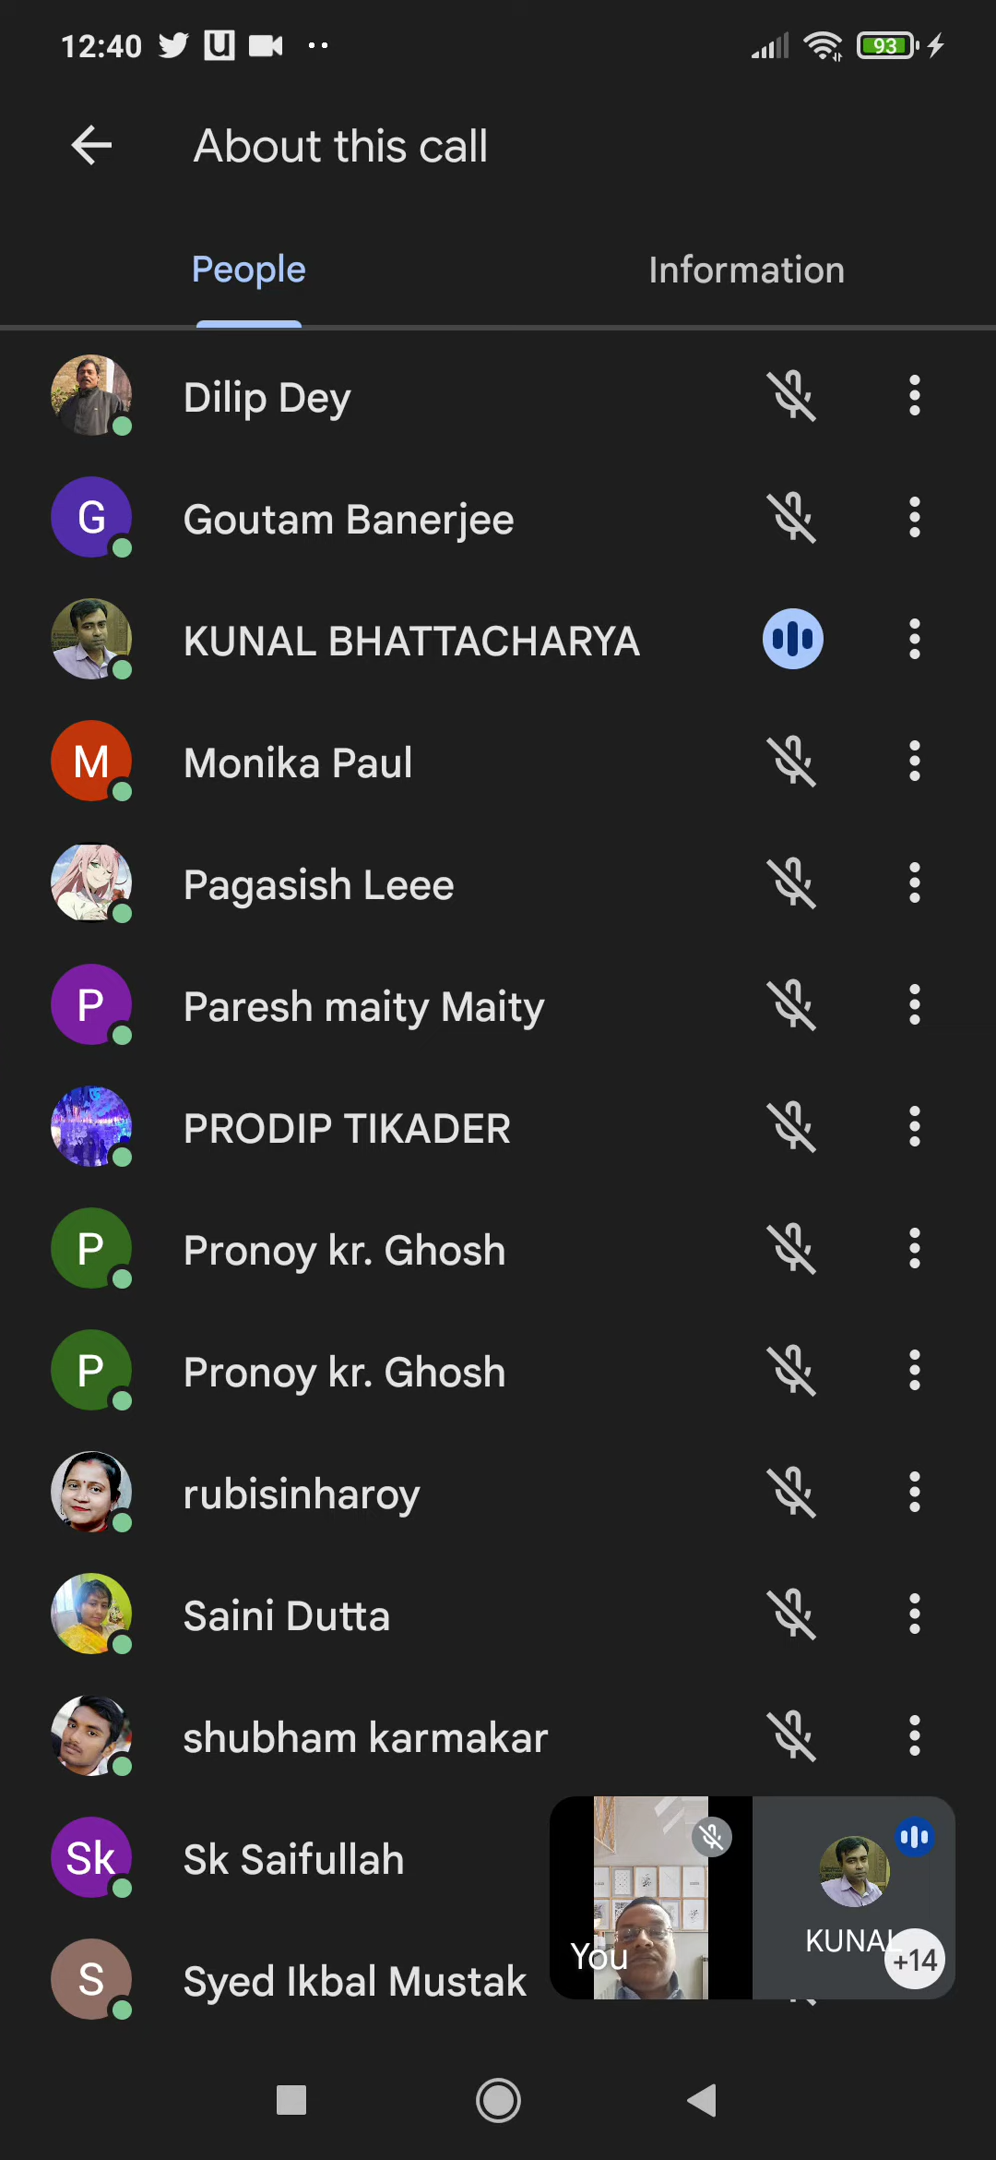 12:40
93
About this call
People
Information
Dilip Dey
G
Goutam Banerjee
KUNAL BHATTACHARYA
M
Monika Paul
Pagasish Leee
P
Paresh maity Maity
PRODIP TIKADER
P
Pronoy kr. Ghosh
P
Pronoy kr. Ghosh
rubisinharoy
Saini Dutta
shubham karmakar
Sk
Sk Saifullah
You
KUNAL
+14
S
Syed Ikbal Mustak